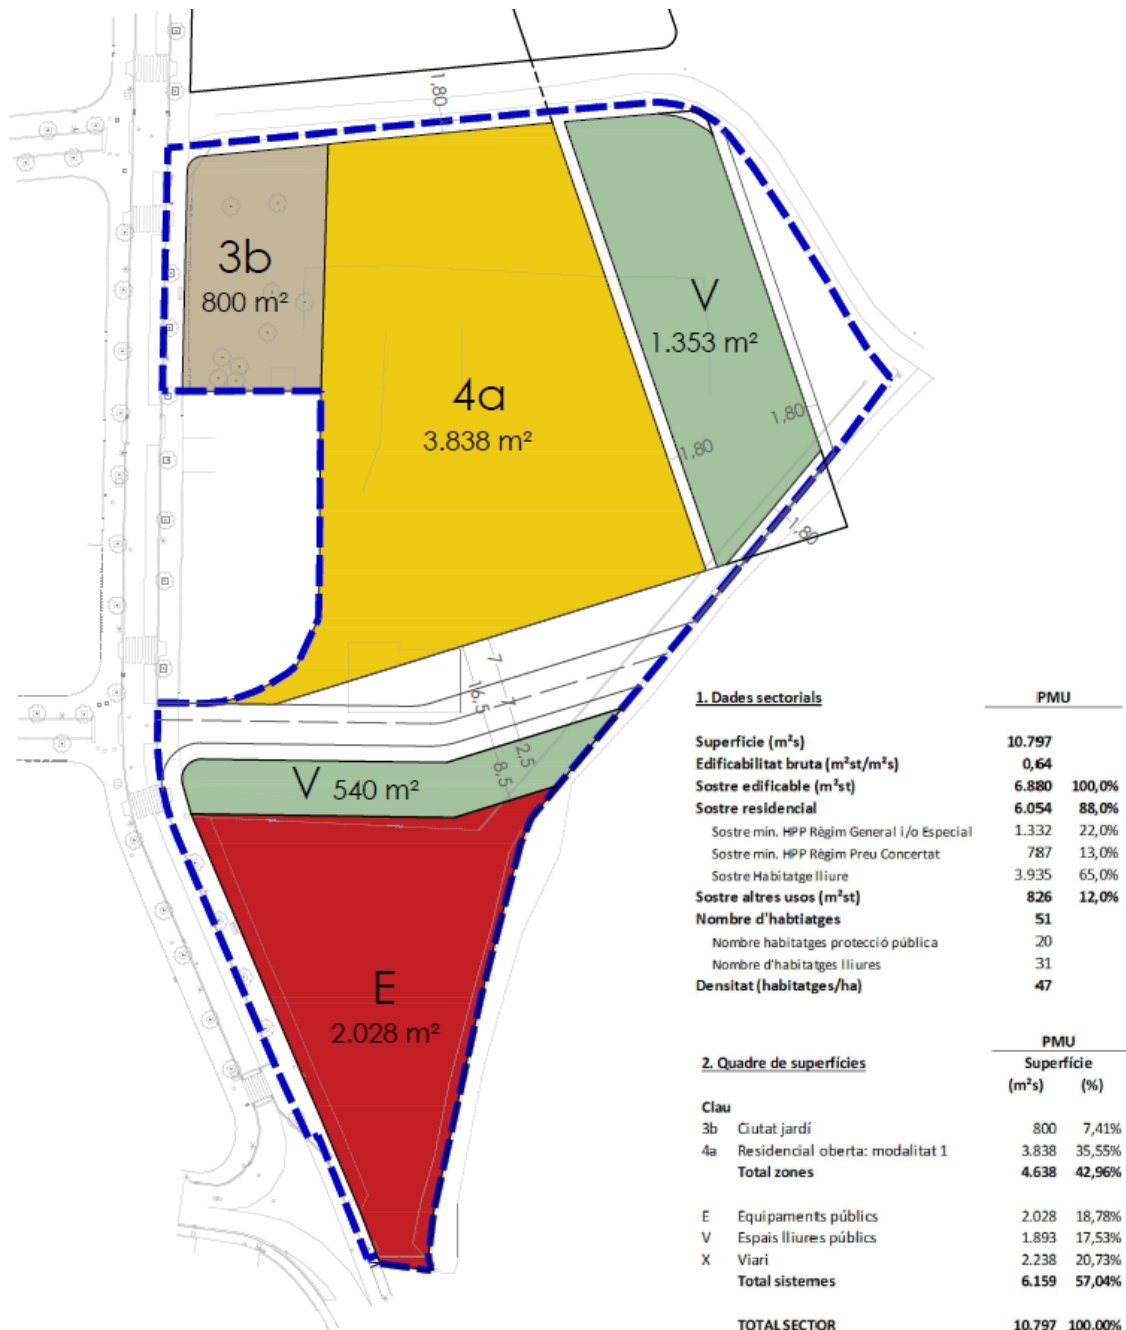 1,80
3b
800 m²
V
1.353 m²
4a
3.838 m²
1,80
1,80
1,80
7
16,5
7
2,5
8,5
V 540 m²
E
2.028 m²
1. Dades sectorials PMU
Superfície (m²s) 10.797
Edificabilitat bruta (m²st/m²s) 0,64
Sostre edificable (m²st) 6.880 100,0%
Sostre residencial 6.054 88,0%
Sostre min. HPP Règim General i/o Especial 1.332 22,0%
Sostre min. HPP Règim Preu Concertat 787 13,0%
Sostre Habitatge lliure 3.935 65,0%
Sostre altres usos (m²st) 826 12,0%
Nombre d'habtiatges 51
Nombre habitatges protecció pública 20
Nombre d'habitatges lliures 31
Densitat (habitatges/ha) 47
PMU
2. Quadre de superfícies Superfície
(m²s) (%)
Clau
3b Ciutat jardí 800 7,41%
4a Residencial oberta: modalitat 1 3.838 35,55%
Total zones 4.638 42,96%
E Equipaments públics 2.028 18,78%
V Espais lliures públics 1.893 17,53%
X Viari 2.238 20,73%
Total sistemes 6.159 57,04%
TOTAL SECTOR 10.797 100,00%